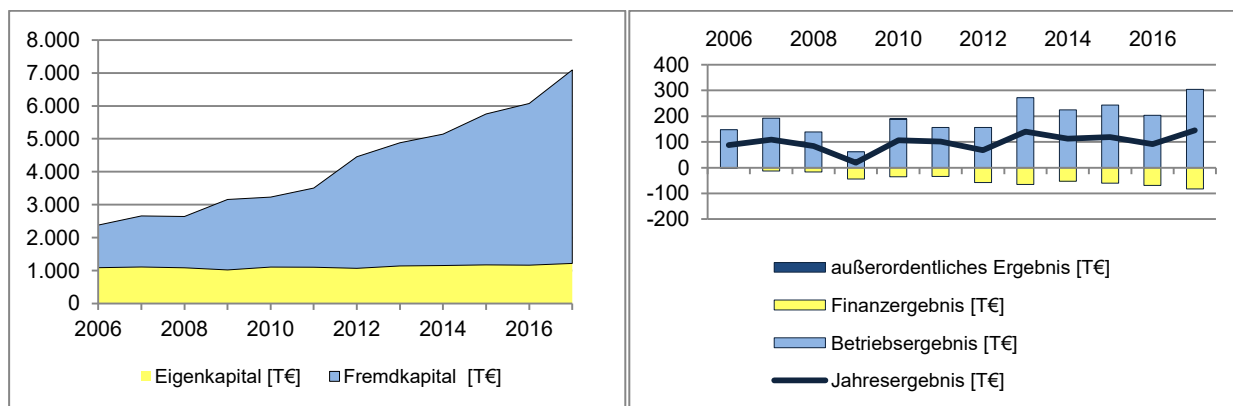 8.000
7.000
6.000
5.000
4.000
3.000
2.000
1.000
0
2006 2008 2010 2012 2014 2016
Eigenkapital [T€] Fremdkapital [T€]
2006 2008 2010 2012 2014 2016
400
300
200
100
0
-100
-200
außerordentliches Ergebnis [T€]
Finanzergebnis [T€]
Betriebsergebnis [T€]
Jahresergebnis [T€]